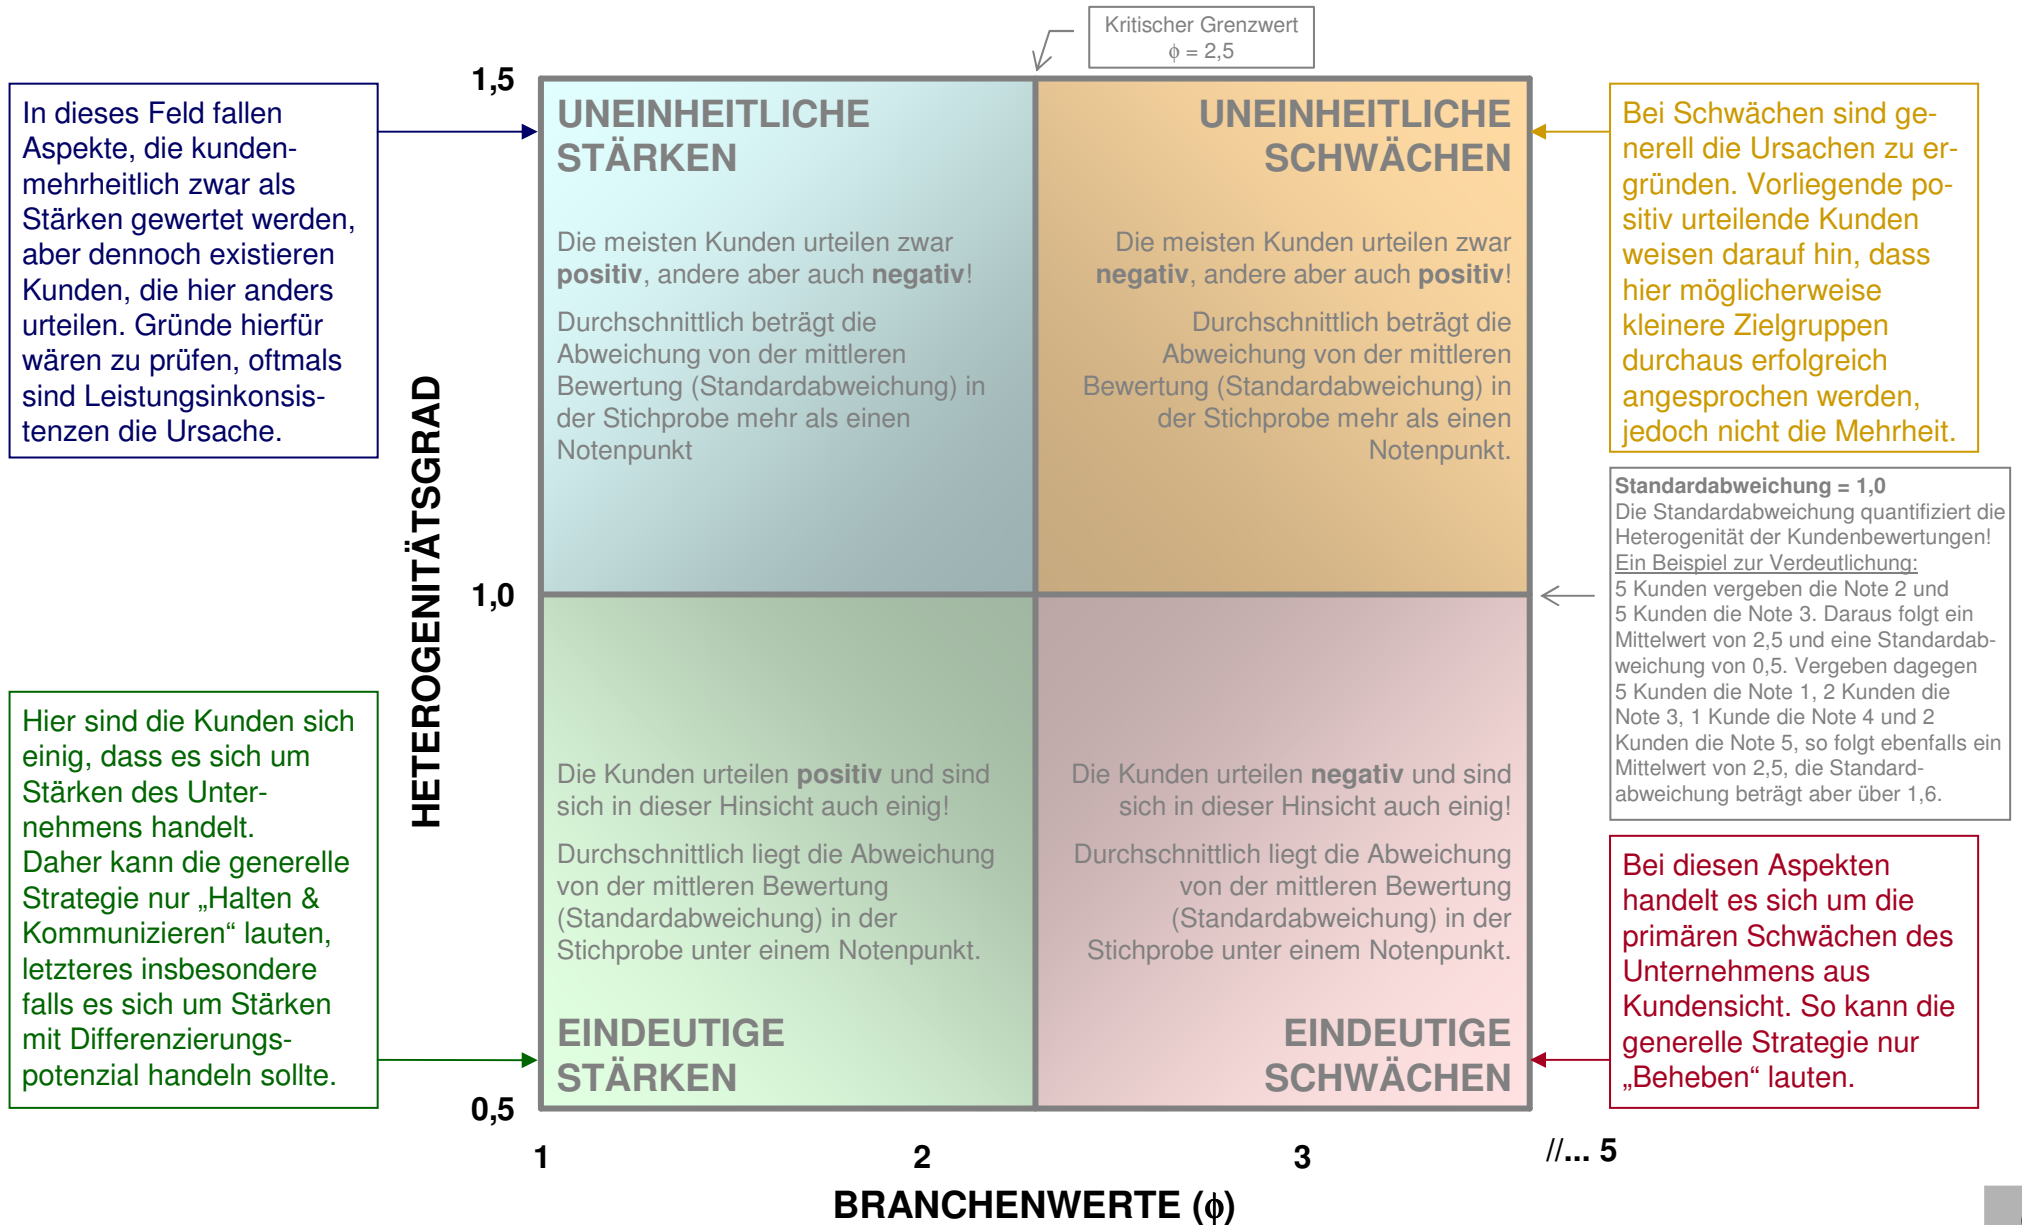 Kritischer Grenzwert
ϕ = 2,5
In dieses Feld fallen
Aspekte, die kunden-
mehrheitlich zwar als
Stärken gewertet werden,
aber dennoch existieren
Kunden, die hier anders
urteilen. Gründe hierfür
wären zu prüfen, oftmals
sind Leistungsinkonsis-
tenzen die Ursache.
Hier sind die Kunden sich
einig, dass es sich um
Stärken des Unter-
nehmens handelt.
Daher kann die generelle
Strategie nur „Halten &
Kommunizieren“ lauten,
letzteres insbesondere
falls es sich um Stärken
mit Differenzierungs-
potenzial handeln sollte.
HETEROGENITÄTSGRAD
1,5
1,0
0,5
UNEINHEITLICHE
STÄRKEN
Die meisten Kunden urteilen zwar
positiv, andere aber auch negativ!
Durchschnittlich beträgt die
Abweichung von der mittleren
Bewertung (Standardabweichung) in
der Stichprobe mehr als einen
Notenpunkt
UNEINHEITLICHE
SCHWÄCHEN
Die meisten Kunden urteilen zwar
negativ, andere aber auch positiv!
Durchschnittlich beträgt die
Abweichung von der mittleren
Bewertung (Standardabweichung) in
der Stichprobe mehr als einen
Notenpunkt.
Die Kunden urteilen positiv und sind
sich in dieser Hinsicht auch einig!
Durchschnittlich liegt die Abweichung
von der mittleren Bewertung
(Standardabweichung) in der
Stichprobe unter einem Notenpunkt.
EINDEUTIGE
STÄRKEN
Die Kunden urteilen negativ und sind
sich in dieser Hinsicht auch einig!
Durchschnittlich liegt die Abweichung
von der mittleren Bewertung
(Standardabweichung) in der
Stichprobe unter einem Notenpunkt.
EINDEUTIGE
SCHWÄCHEN
Bei Schwächen sind ge-
nerell die Ursachen zu er-
gründen. Vorliegende po-
sitiv urteilende Kunden
weisen darauf hin, dass
hier möglicherweise
kleinere Zielgruppen
durchaus erfolgreich
angesprochen werden,
jedoch nicht die Mehrheit.
Standardabweichung = 1,0
Die Standardabweichung quantifiziert die
Heterogenität der Kundenbewertungen!
Ein Beispiel zur Verdeutlichung:
5 Kunden vergeben die Note 2 und
5 Kunden die Note 3. Daraus folgt ein
Mittelwert von 2,5 und eine Standardab-
weichung von 0,5. Vergeben dagegen
5 Kunden die Note 1, 2 Kunden die
Note 3, 1 Kunde die Note 4 und 2
Kunden die Note 5, so folgt ebenfalls ein
Mittelwert von 2,5, die Standard-
abweichung beträgt aber über 1,6.
Bei diesen Aspekten
handelt es sich um die
primären Schwächen des
Unternehmens aus
Kundensicht. So kann die
generelle Strategie nur
„Beheben“ lauten.
1 2 3 //... 5
BRANCHENWERTE (ϕ)